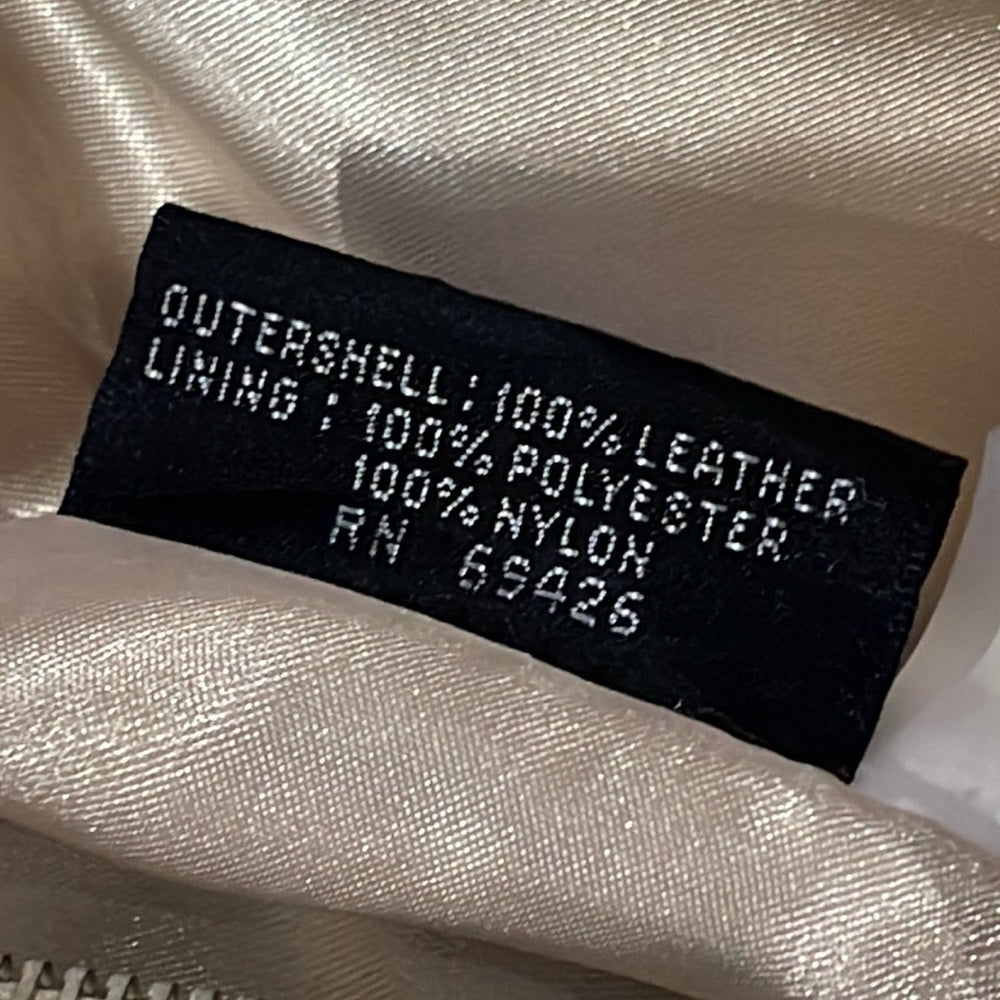 OUTERSHELL: 100% LEATHER
LINING : 100% POLYESTER
100% NYLON
RN 69426